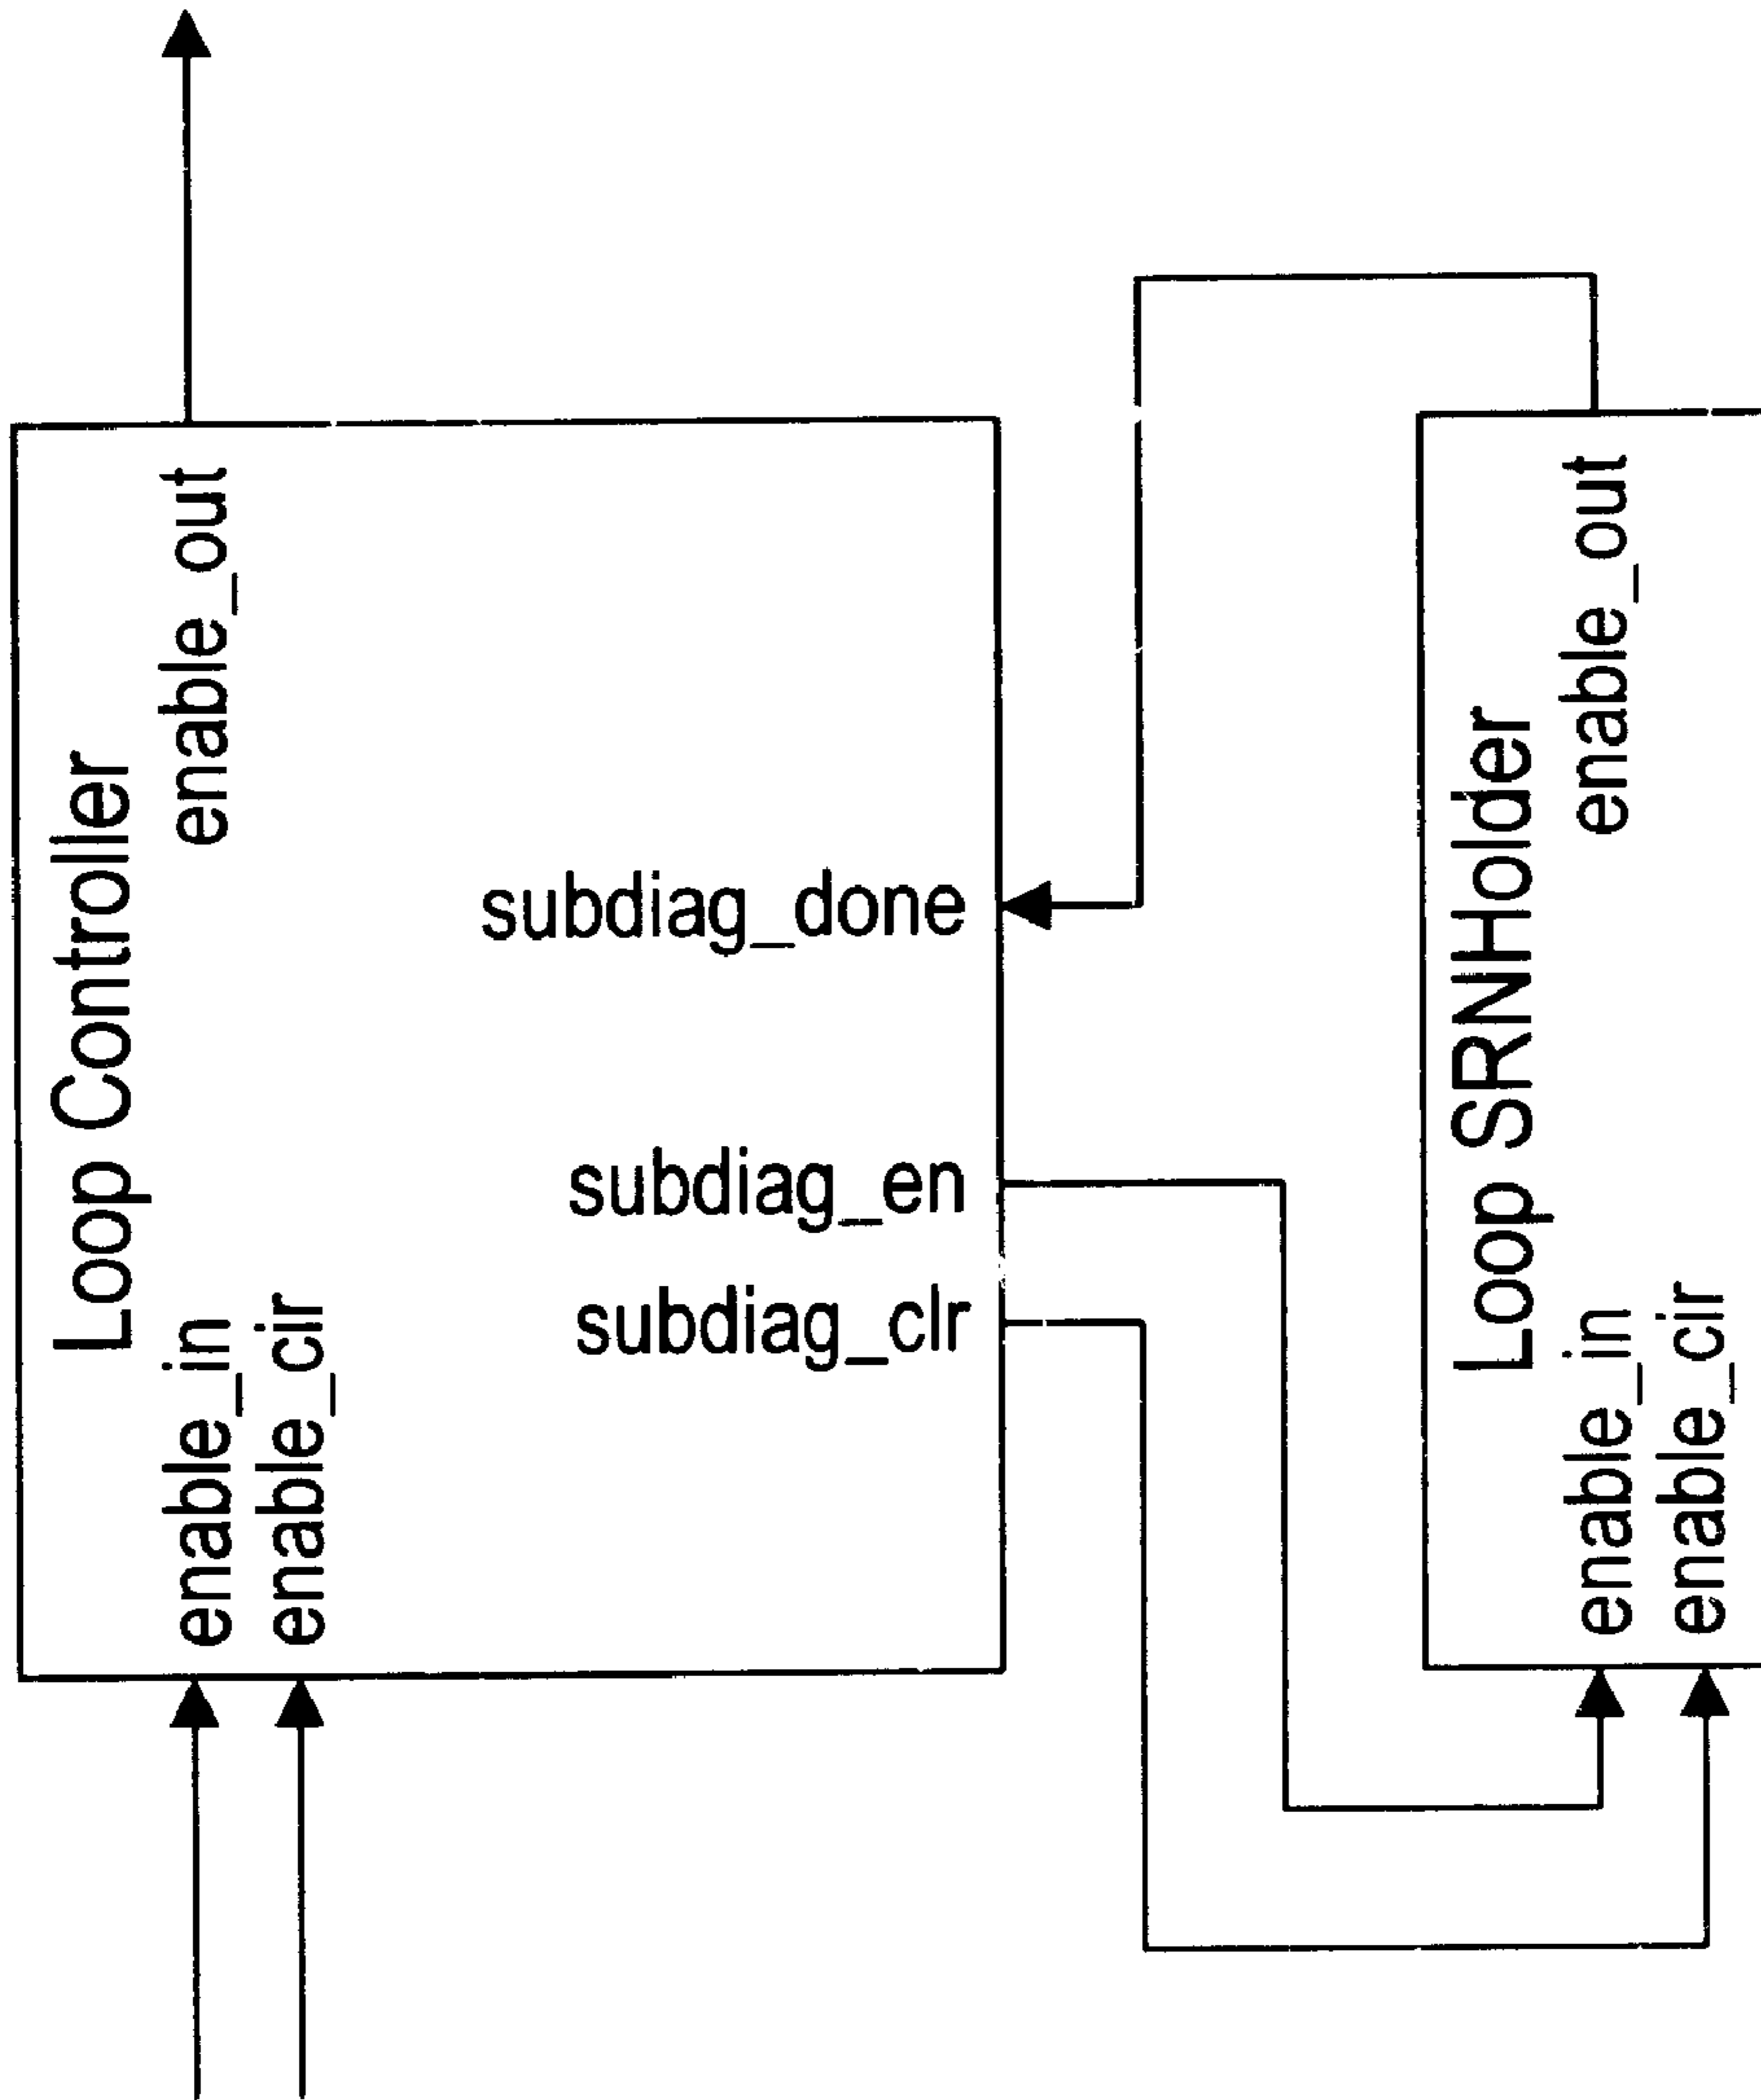 Loop Controller
enable_in
enable_clr
enable_out
subdiag_done
subdiag_en
subdiag_clr
Loop SRNHolder
enable_in
enable_clr
enable_out